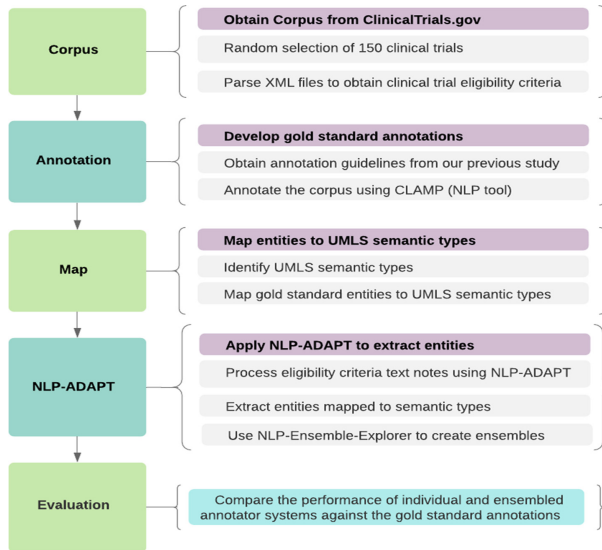 Corpus
Obtain Corpus from ClinicalTrials.gov
Random selection of 150 clinical trials
Parse XML files to obtain clinical trial eligibility criteria
Annotation
Develop gold standard annotations
Obtain annotation guidelines from our previous study
Annotate the corpus using CLAMP (NLP tool)
Map
Map entities to UMLS semantic types
Identify UMLS semantic types
Map gold standard entities to UMLS semantic types
NLP-ADAPT
Apply NLP-ADAPT to extract entities
Process eligibility criteria text notes using NLP-ADAPT
Extract entities mapped to semantic types
Use NLP-Ensemble-Explorer to create ensembles
Evaluation
Compare the performance of individual and ensembled
annotator systems against the gold standard annotations